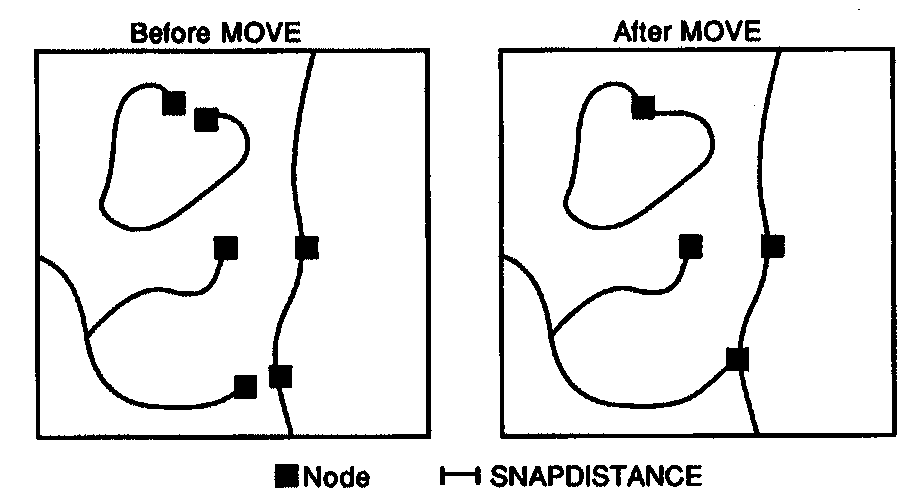 Before MOVE
After MOVE
Node
SNAPDISTANCE